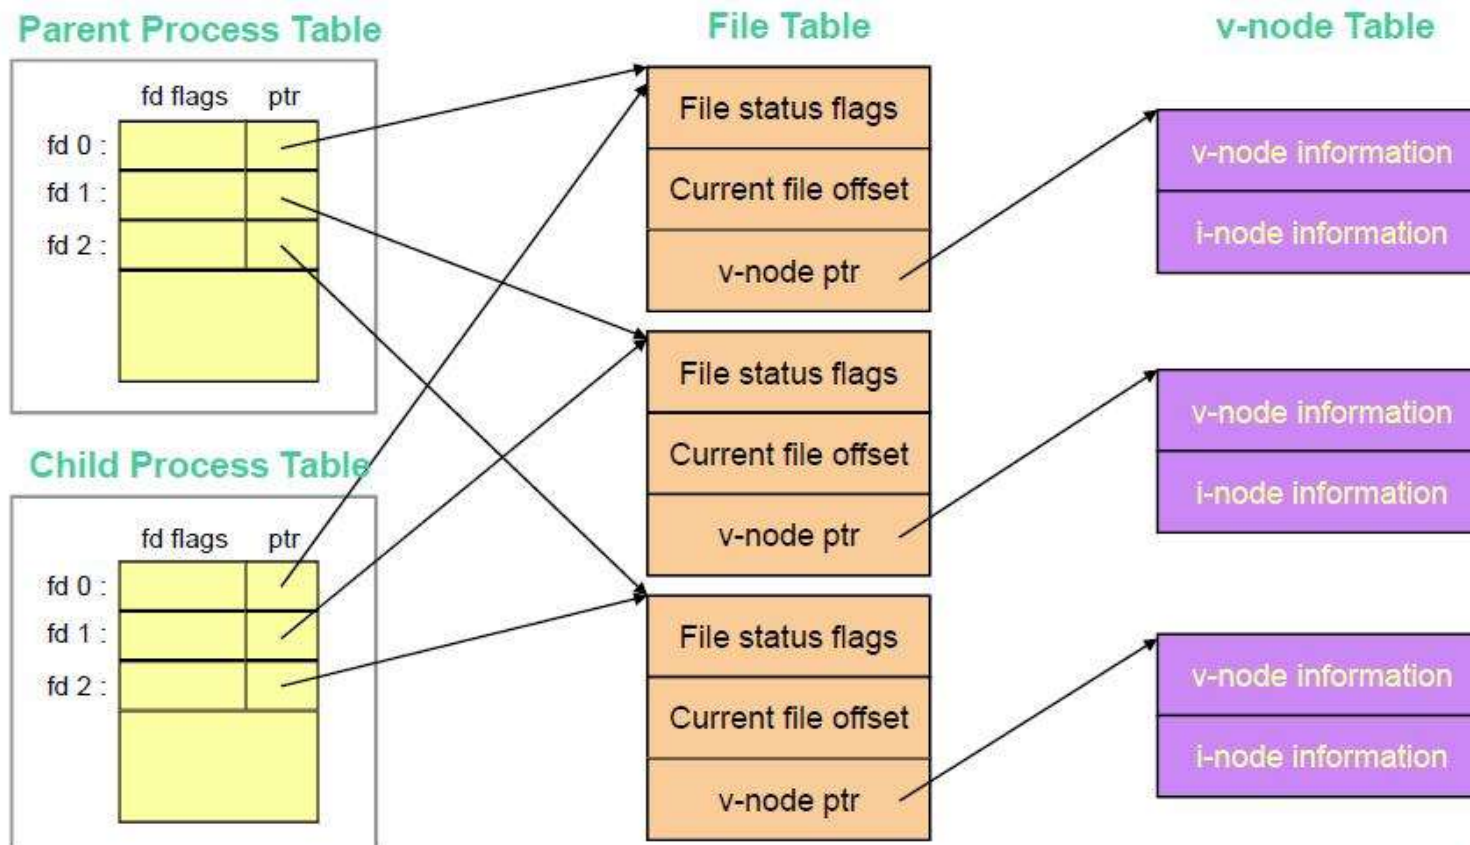 Parent Process Table
fd flags ptr
fd 0 :
fd 1 :
fd 2 :
Child Process Table
fd flags ptr
fd 0 :
fd 1 :
fd 2 :
File Table
File status flags
Current file offset
v-node ptr
File status flags
Current file offset
v-node ptr
File status flags
Current file offset
v-node ptr
v-node Table
v-node information
i-node information
v-node information
i-node information
v-node information
i-node information